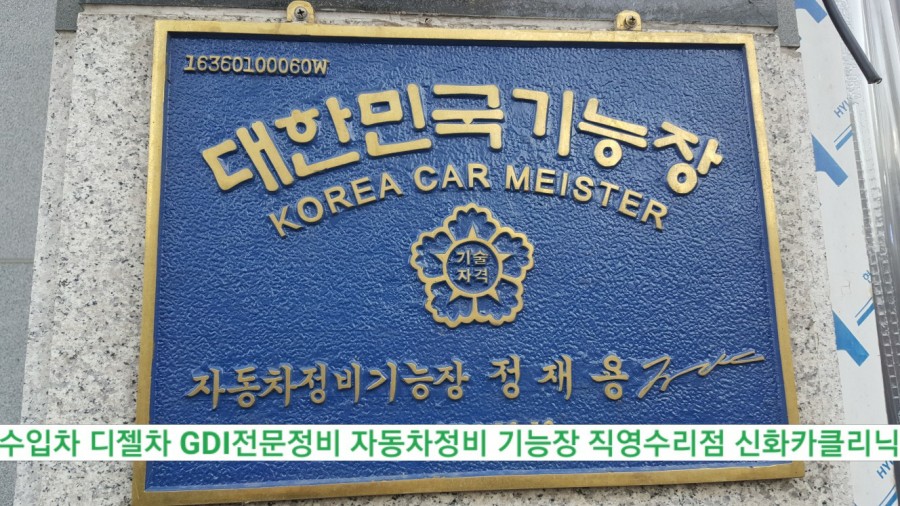 16360100060W
대한민국기능장
KOREA CAR MEISTER
기술
자격
자동차정비기능장 정재용
수입차 디젤차 GDI전문정비 자동차정비 기능장 직영수리점 신화카클리닉